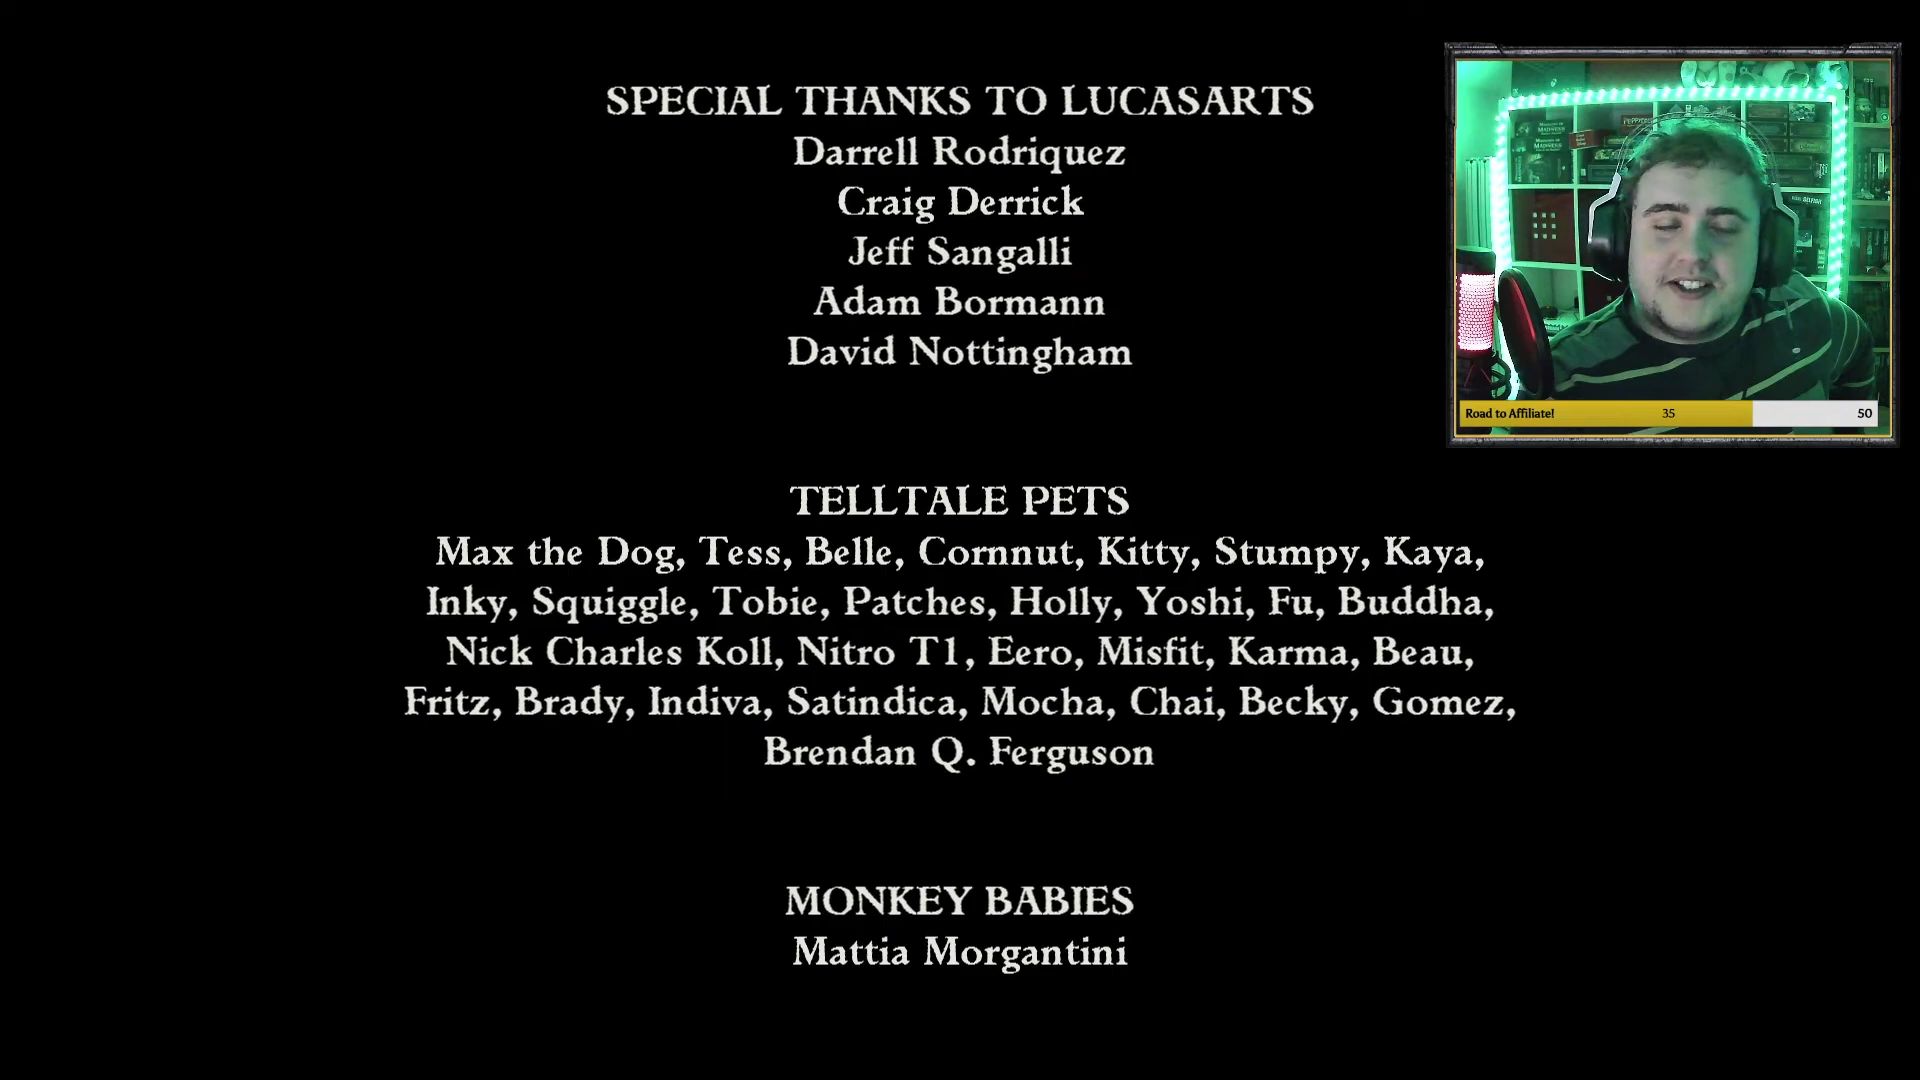 SPECIAL THANKS TO LUCASARTS
Darrell Rodriquez
Craig Derrick
Jeff Sangalli
Adam Bormann
David Nottingham
TELLTALE PETS
Max the Dog, Tess, Belle, Cornnut, Kitty, Stumpy, Kaya,
Inky, Squiggle, Tobie, Patches, Holly, Yoshi, Fu, Buddha,
Nick Charles Koll, Nitro T1, Eero, Misfit, Karma, Beau,
Fritz, Brady, Indiva, Satindica, Mocha, Chai, Becky, Gomez,
Brendan Q. Ferguson
MONKEY BABIES
Mattia Morgantini
Road to Affiliate! 35 50